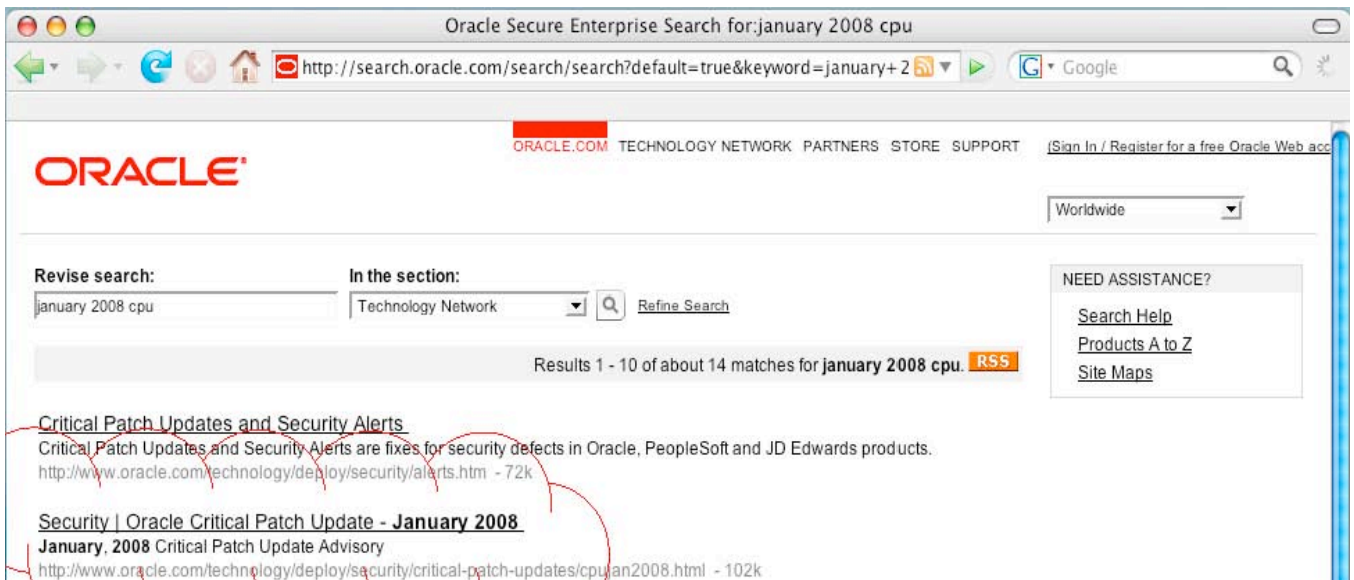 Oracle Secure Enterprise Search for:january 2008 cpu
http://search.oracle.com/search/search?default=true&keyword=january+2
Google
ORACLE.COM TECHNOLOGY NETWORK PARTNERS STORE SUPPORT (Sign In / Register for a free Oracle Web acc
ORACLE
Worldwide
Revise search: In the section:
january 2008 cpu Technology Network Refine Search
NEED ASSISTANCE?
Search Help
Products A to Z
Site Maps
Results 1 - 10 of about 14 matches for january 2008 cpu. RSS
Critical Patch Updates and Security Alerts
Critical Patch Updates and Security Alerts are fixes for security defects in Oracle, PeopleSoft and JD Edwards products.
http://www.oracle.com/technology/deploy/security/alerts.htm - 72k
Security | Oracle Critical Patch Update - January 2008
January, 2008 Critical Patch Update Advisory
http://www.oracle.com/technology/deploy/security/critical-patch-updates/cpujan2008.html - 102k